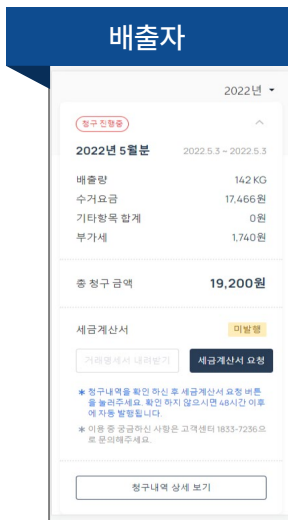 배출자
2022년
청구 진행중
2022년 5월분 2022.5.3 ~ 2022.5.3
배출량 142 KG
수거요금 17,466원
기타항목 합계 0원
부가세 1,740원
총 청구 금액 19,200원
세금계산서 미발행
거래명세서 내려받기 세금계산서 요청
* 청구내역을 확인 하신 후 세금계산서 요청 버튼
을 눌러주세요. 확인 하지 않으시면 48시간 이후
에 자동 발행됩니다.
* 이용 중 궁금하신 사항은 고객센터 1833-7236으
로 문의해주세요.
청구내역 상세 보기